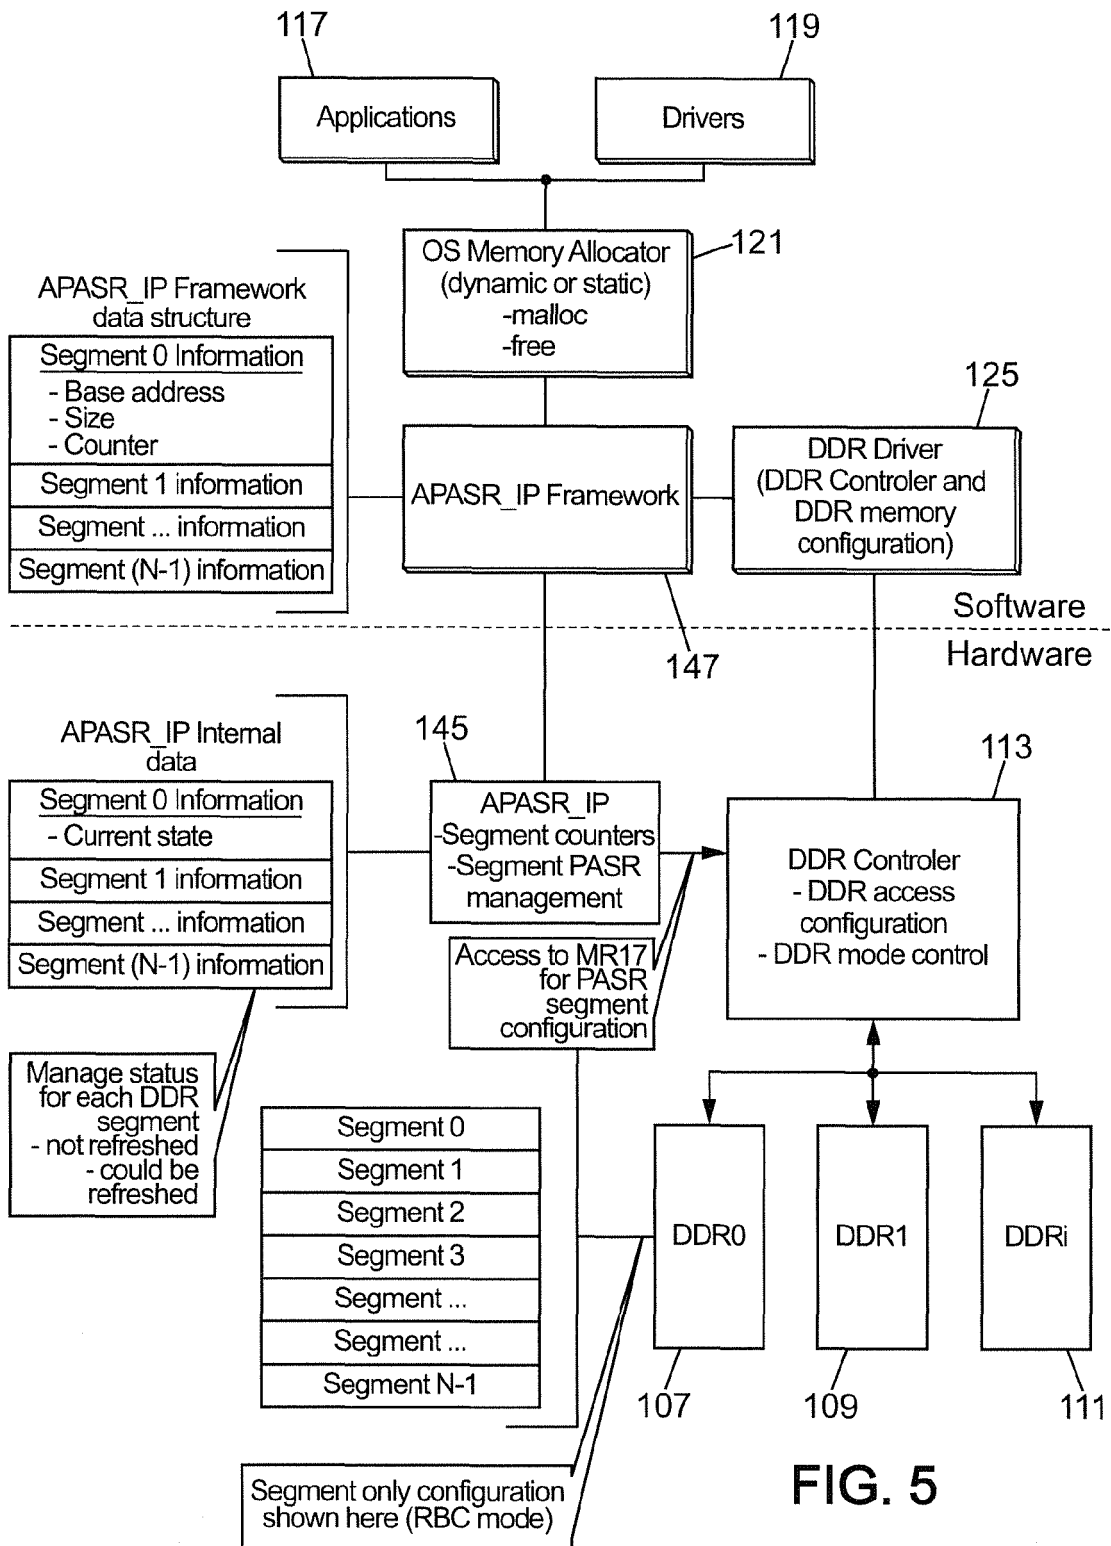 117
119
Applications
Drivers
OS Memory Allocator
(dynamic or static)
-malloc
-free
121
APASR_IP Framework
data structure
Segment 0 Information
- Base address
- Size
- Counter
Segment 1 information
Segment ... information
Segment (N-1) information
APASR_IP Framework
125
DDR Driver
(DDR Controler and
DDR memory
configuration)
Software
Hardware
147
APASR_IP Internal
data
Segment 0 Information
- Current state
Segment 1 information
Segment ... information
Segment (N-1) information
145
APASR_IP
-Segment counters
-Segment PASR
management
113
DDR Controler
- DDR access
configuration
- DDR mode control
Access to MR17
for PASR
segment
configuration
Manage status
for each DDR
segment
- not refreshed
- could be
refreshed
Segment 0
Segment 1
Segment 2
Segment 3
Segment ...
Segment ...
Segment N-1
DDR0
DDR1
DDRi
107
109
111
Segment only configuration
shown here (RBC mode)
FIG. 5